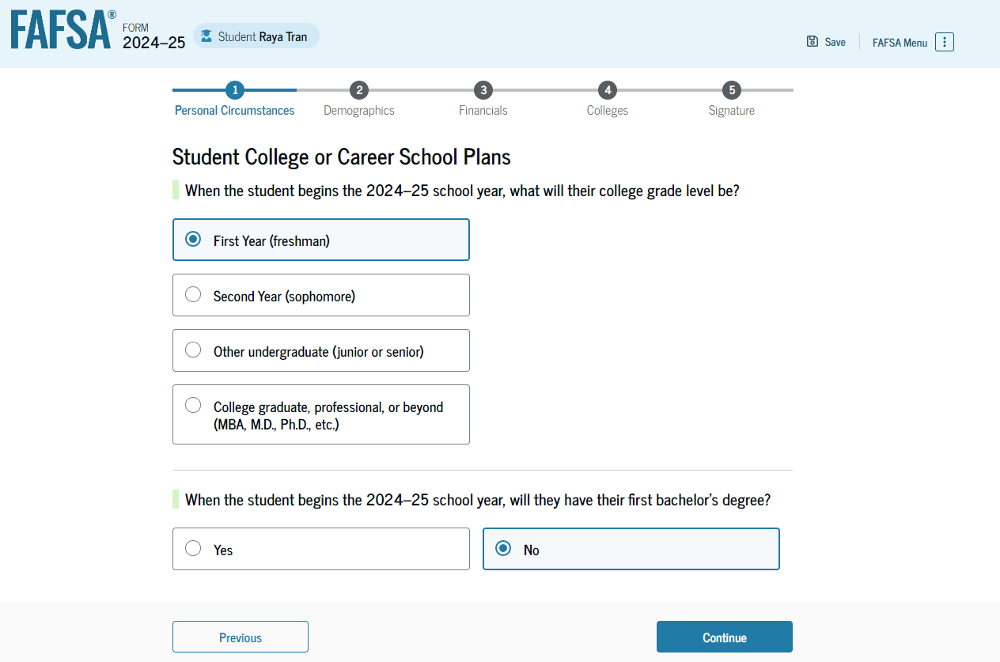 FAFSA®
FORM
2024–25
Student Raya Tran
Save
FAFSA Menu
1
2
3
4
5
Personal Circumstances
Demographics
Financials
Colleges
Signature
Student College or Career School Plans
When the student begins the 2024–25 school year, what will their college grade level be?
First Year (freshman)
Second Year (sophomore)
Other undergraduate (junior or senior)
College graduate, professional, or beyond
(MBA, M.D., Ph.D., etc.)
When the student begins the 2024–25 school year, will they have their first bachelor's degree?
Yes
No
Previous
Continue